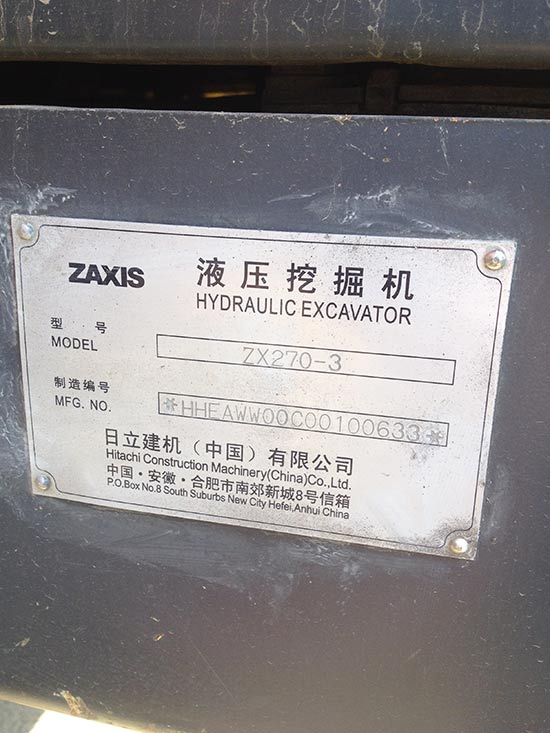 ZAXIS 液压挖掘机
HYDRAULIC EXCAVATOR
型 号
MODEL ZX270-3
制造编号
MFG. NO. *HHEAWW00C00100633*
日立建机（中国）有限公司
Hitachi Construction Machinery(China)Co.,Ltd.
中国·安徽·合肥市南郊新城8号信箱
P.O.Box No.8 South Suburbs New City Hefei,Anhui China